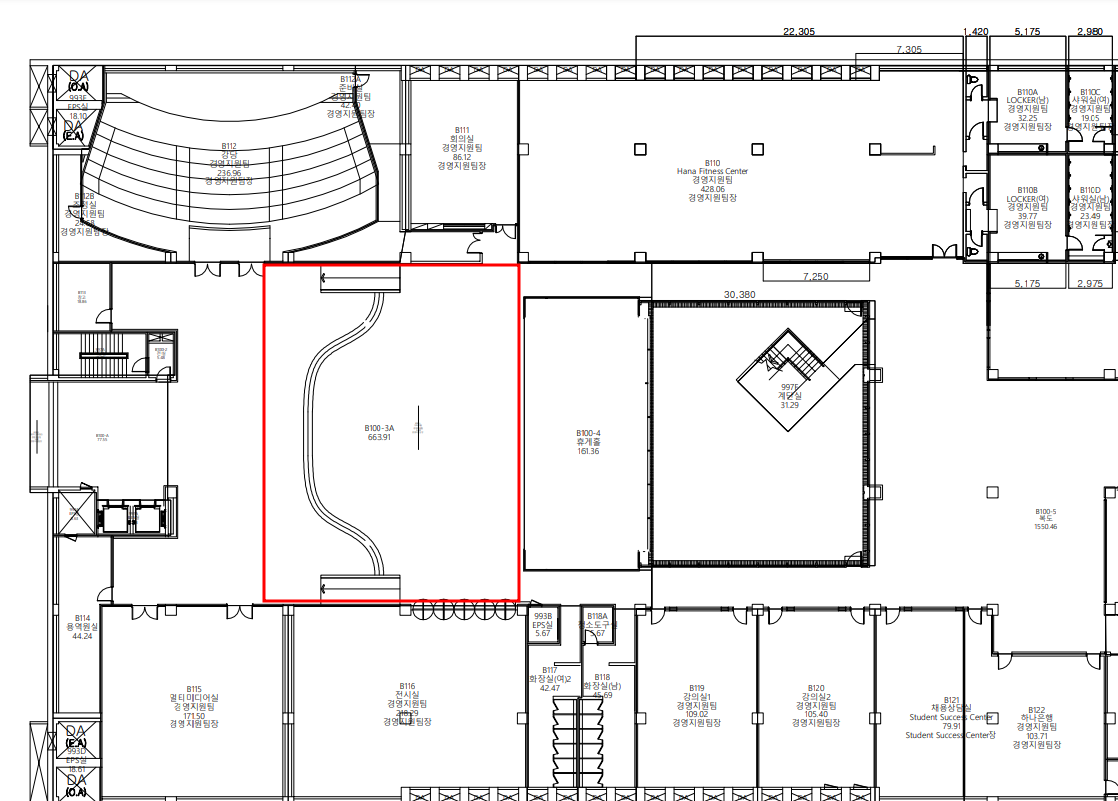 22,305
1,420
5,175
2,980
7,305
DA
(O.A)
EPS실
18.10
DA
(E.A)
B112A
경영지원팀
경영지원팀장
B112
강당
경영지원팀
236.96
경영지원팀장
경영지원팀
B111
회의실
경영지원팀
86.12
경영지원팀장
B110
Hana Fitness Center
경영지원팀
428.06
경영지원팀장
B110A
LOCKER(남)
경영지원팀
32.25
경영지원팀장
B110C
샤워실(여)
경영지원팀
19.05
B110B
LOCKER(여)
경영지원팀
39.77
경영지원팀장
B110D
샤워실(남)
경영지원팀
23.49
경영지원팀장
7,250
5,175
2,975
30,380
997F
계단실
31.29
B100-3A
663.91
B100-4
휴게홀
161.36
B100-5
복도
1550.46
B114
용역원실
44.24
B115
멀티미디어실
경영지원팀
171.50
경영지원팀장
B116
전시실
경영지원팀
경영지원팀장
993B
EPS실
5.67
B118A
5.67
B117
화장실(여)2
42.47
B118
화장실(남)
45.69
B119
강의실1
경영지원팀
109.02
경영지원팀장
B120
강의실2
경영지원팀
105.40
경영지원팀장
B121
채용상담실
Student Success Center
79.91
Student Success Center장
B122
하나은행
경영지원팀
103.71
경영지원팀장
DA
(E.A)
993D
EPS실
18.61
DA
(O.A)